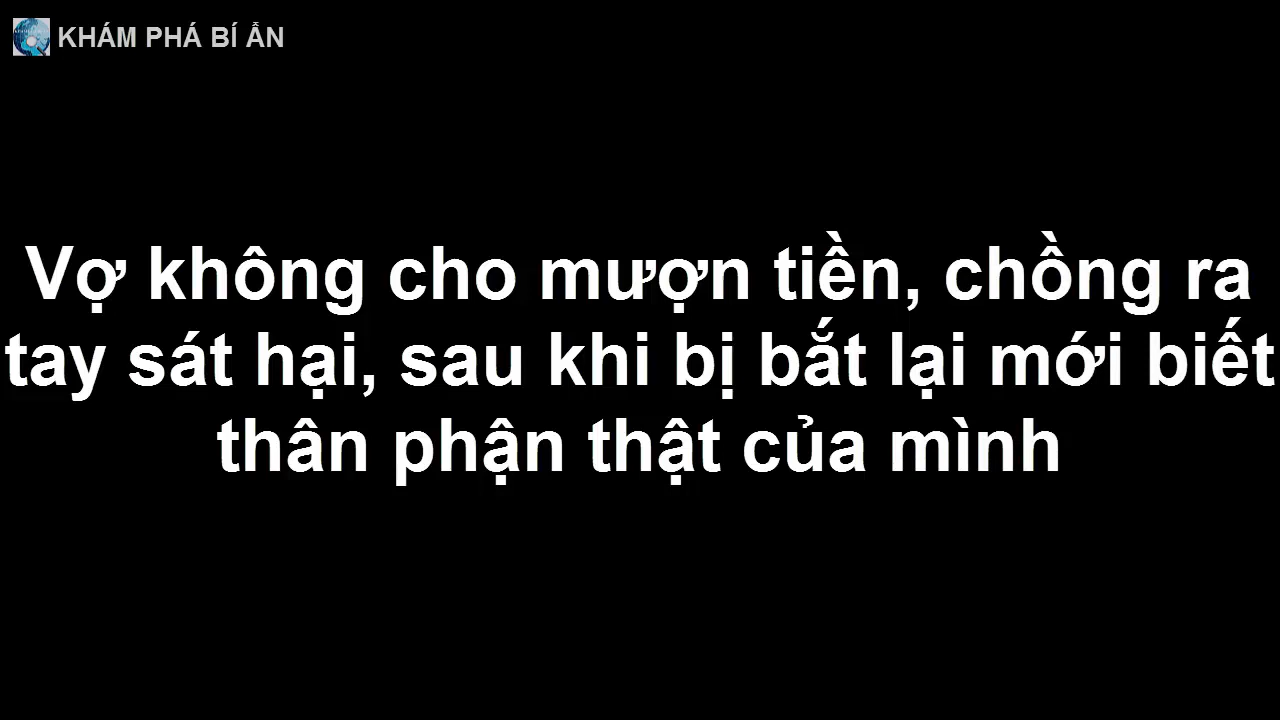 KHÁM PHÁ BÍ ẨN
Vợ không cho mượn tiền, chồng ra
tay sát hại, sau khi bị bắt lại mới biết
thân phận thật của mình